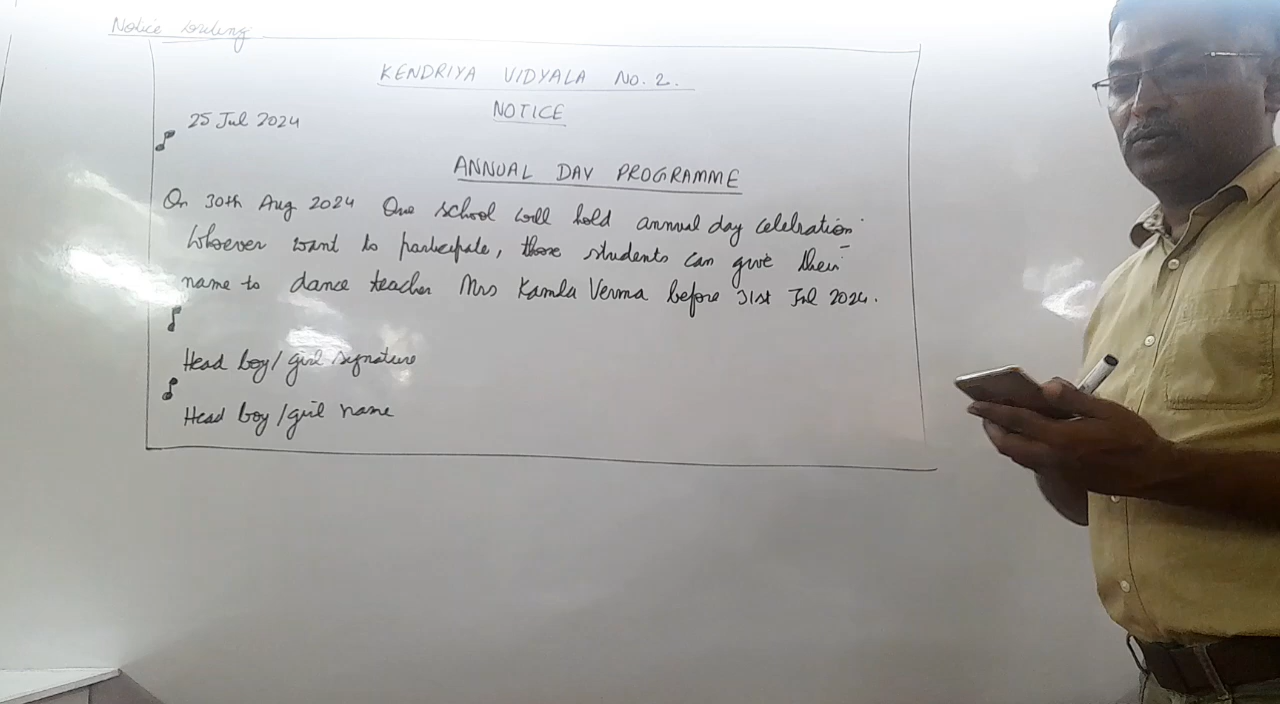 Notice writing
KENDRIYA VIDYALA No. 2.
NOTICE
25 Jul 2024
ANNUAL DAY PROGRAMME
On 30th Aug 2024 Our school will hold annual day celebration
Whoever want to participate, those students can give their
name to dance teacher Mrs Kamla Verma before 31st Jul 2024.
Head boy/girl signature
Head boy/girl name